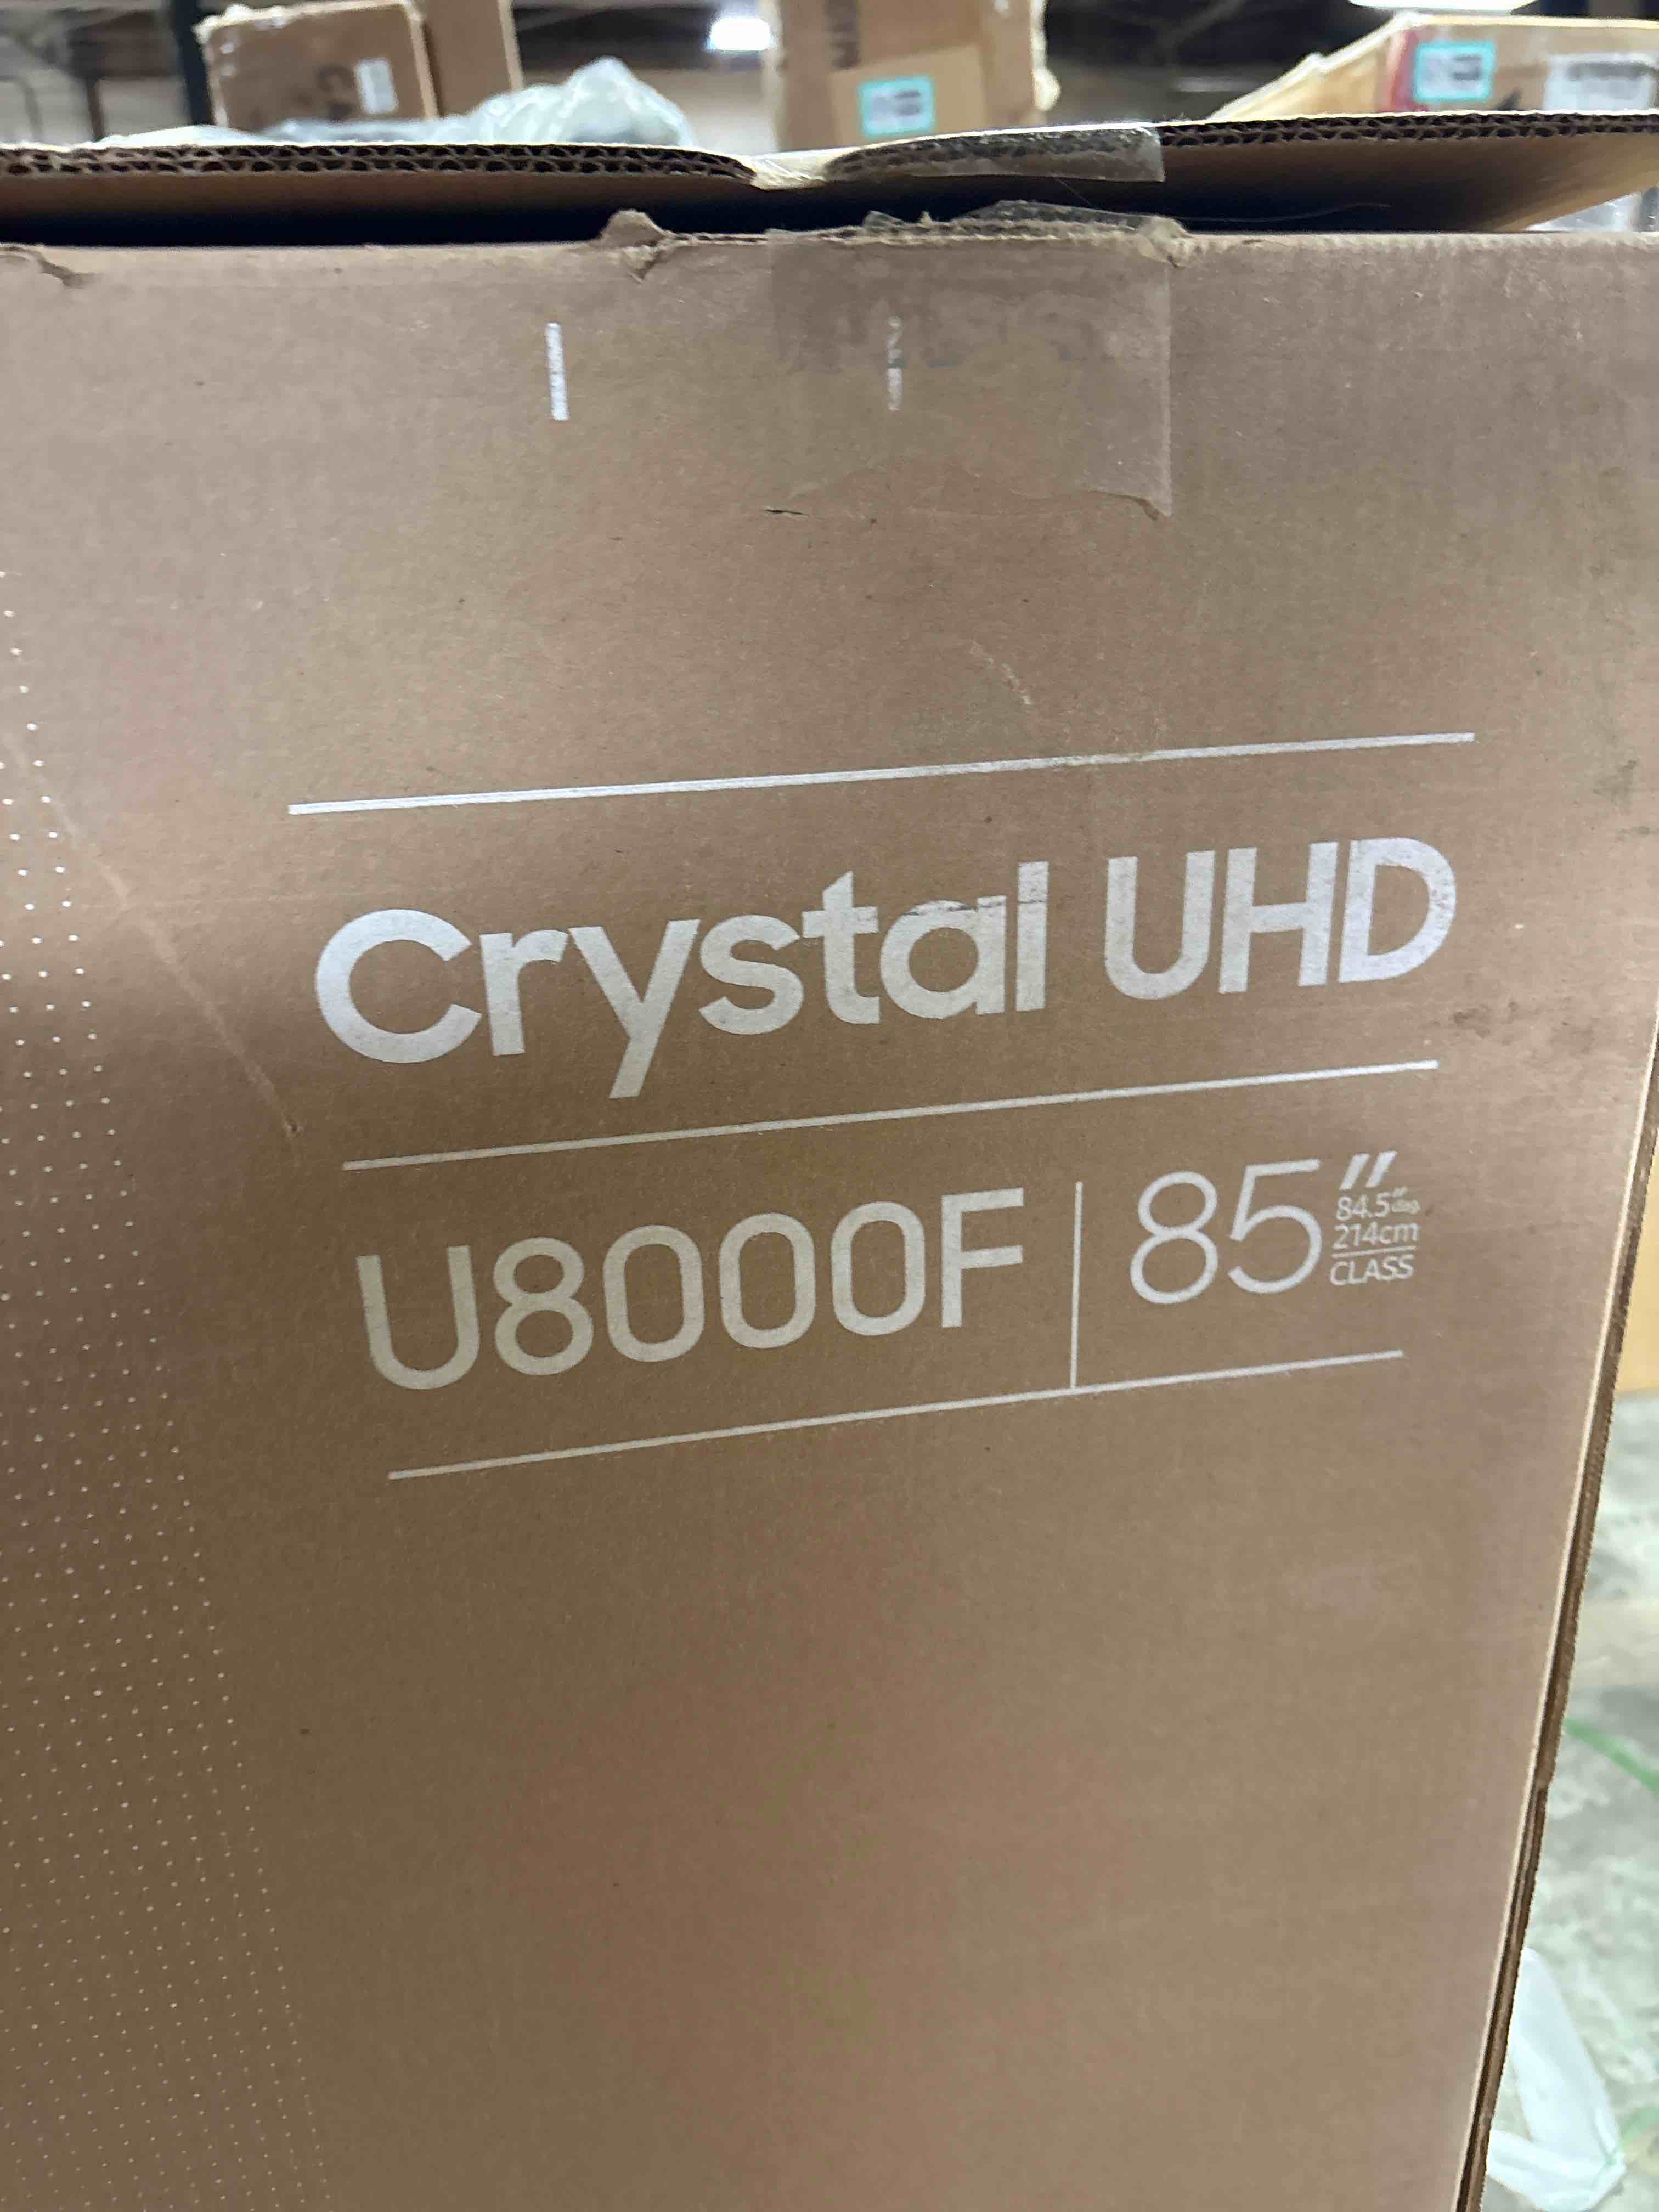 Crystal UHD
U8000F | 85"
84.5" diag.
214cm
CLASS